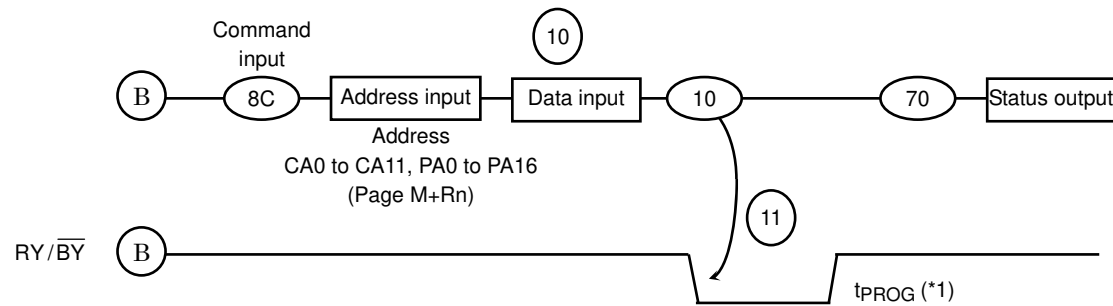 10
Command
input
B 8C Address input Data input 10 70 Status output
Address
CA0 to CA11, PA0 to PA16
(Page M+Rn)
11
RY/BY B
tPROG (*1)